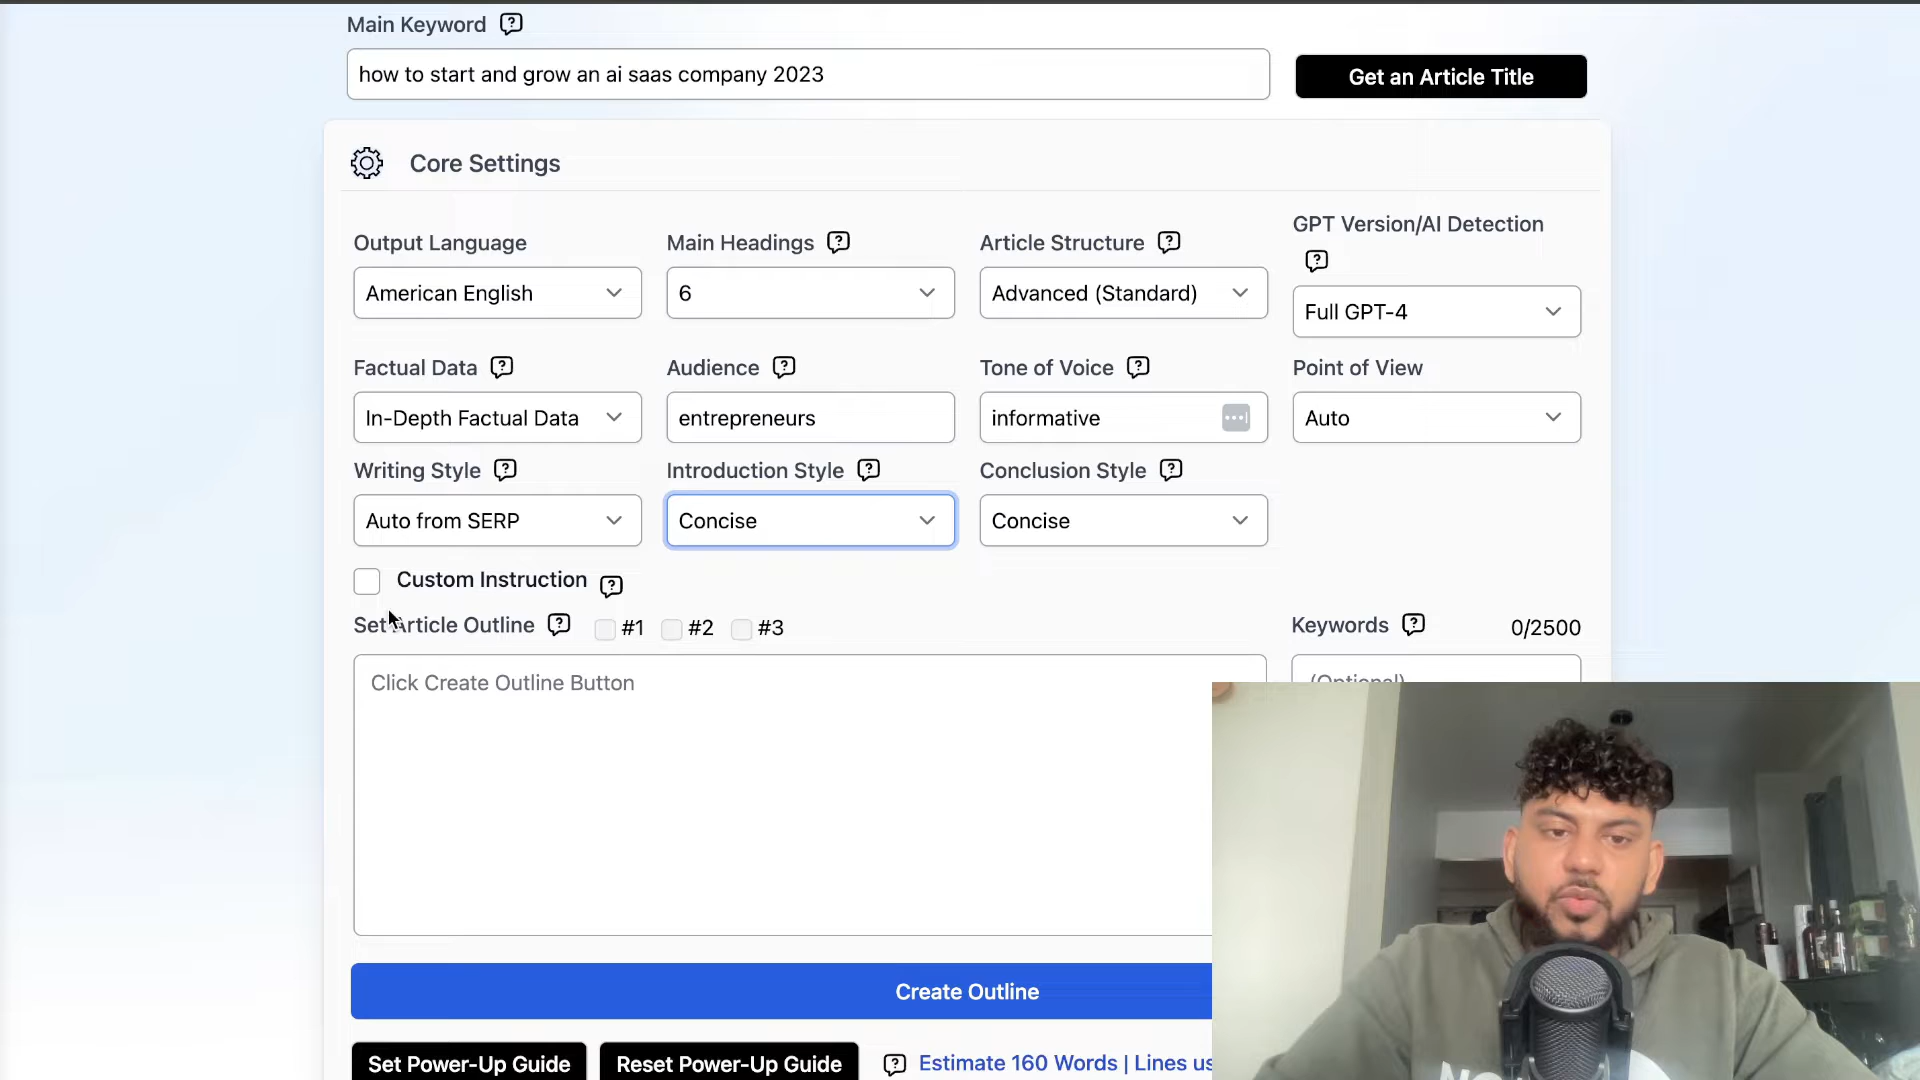 Main Keyword
how to start and grow an ai saas company 2023
Get an Article Title
Core Settings
Output Language
Main Headings
Article Structure
GPT Version/AI Detection
American English
6
Advanced (Standard)
Full GPT-4
Factual Data
Audience
Tone of Voice
Point of View
In-Depth Factual Data
entrepreneurs
informative
Auto
Writing Style
Introduction Style
Conclusion Style
Auto from SERP
Concise
Concise
Custom Instruction
Set Article Outline
#1
#2
#3
Keywords
0/2500
Click Create Outline Button
(Optional)
Create Outline
Set Power-Up Guide
Reset Power-Up Guide
Estimate 160 Words | Lines us